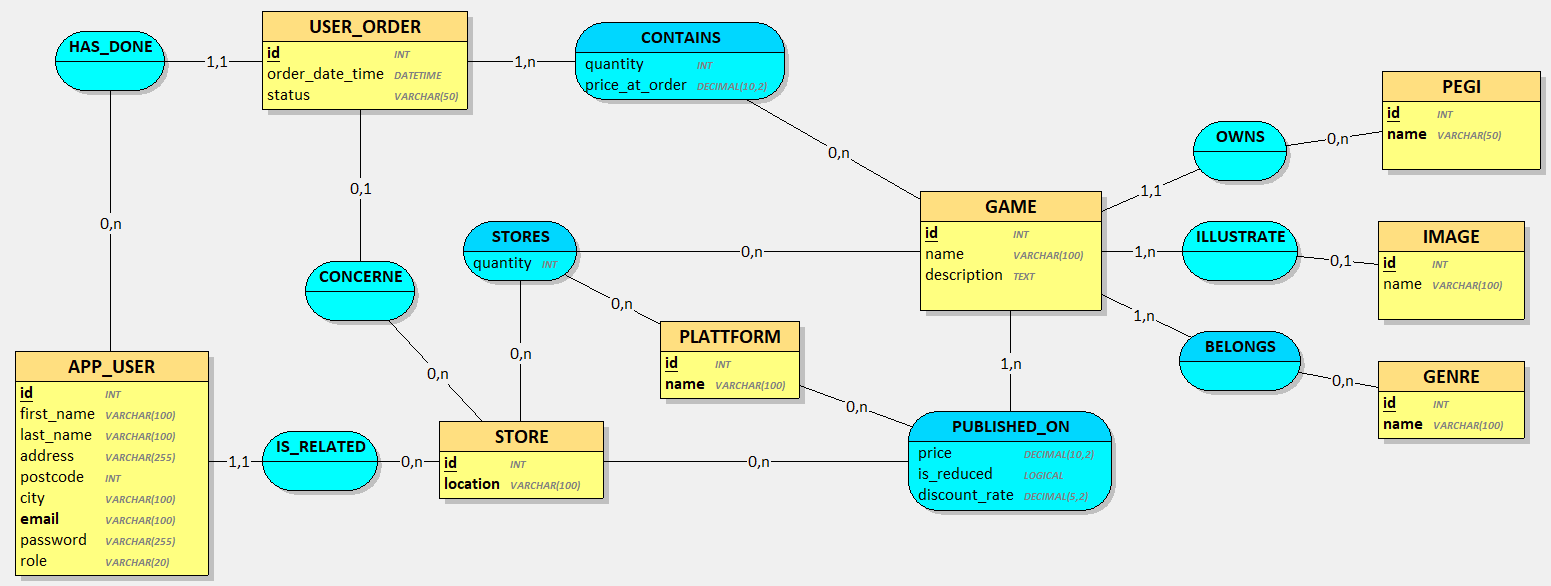 USER_ORDER
id INT
order_date_time DATETIME
status VARCHAR(50)
HAS_DONE
1,1
1,n
CONTAINS
quantity INT
price_at_order DECIMAL(10,2)
PEGI
id INT
name VARCHAR(50)
OWNS
0,n
0,n
1,1
0,1
0,n
GAME
id INT
name VARCHAR(100)
description TEXT
STORES
quantity INT
0,n
1,n
ILLUSTRATE
0,1
IMAGE
id INT
name VARCHAR(100)
CONCERNE
0,n
1,n
PLATTFORM
id INT
name VARCHAR(100)
0,n
0,n
1,n
BELONGS
0,n
GENRE
id INT
name VARCHAR(100)
APP_USER
id INT
first_name VARCHAR(100)
last_name VARCHAR(100)
address VARCHAR(255)
postcode INT
city VARCHAR(100)
email VARCHAR(100)
password VARCHAR(255)
role VARCHAR(20)
0,n
1,1
IS_RELATED
0,n
STORE
id INT
location VARCHAR(100)
0,n
PUBLISHED_ON
price DECIMAL(10,2)
is_reduced LOGICAL
discount_rate DECIMAL(5,2)